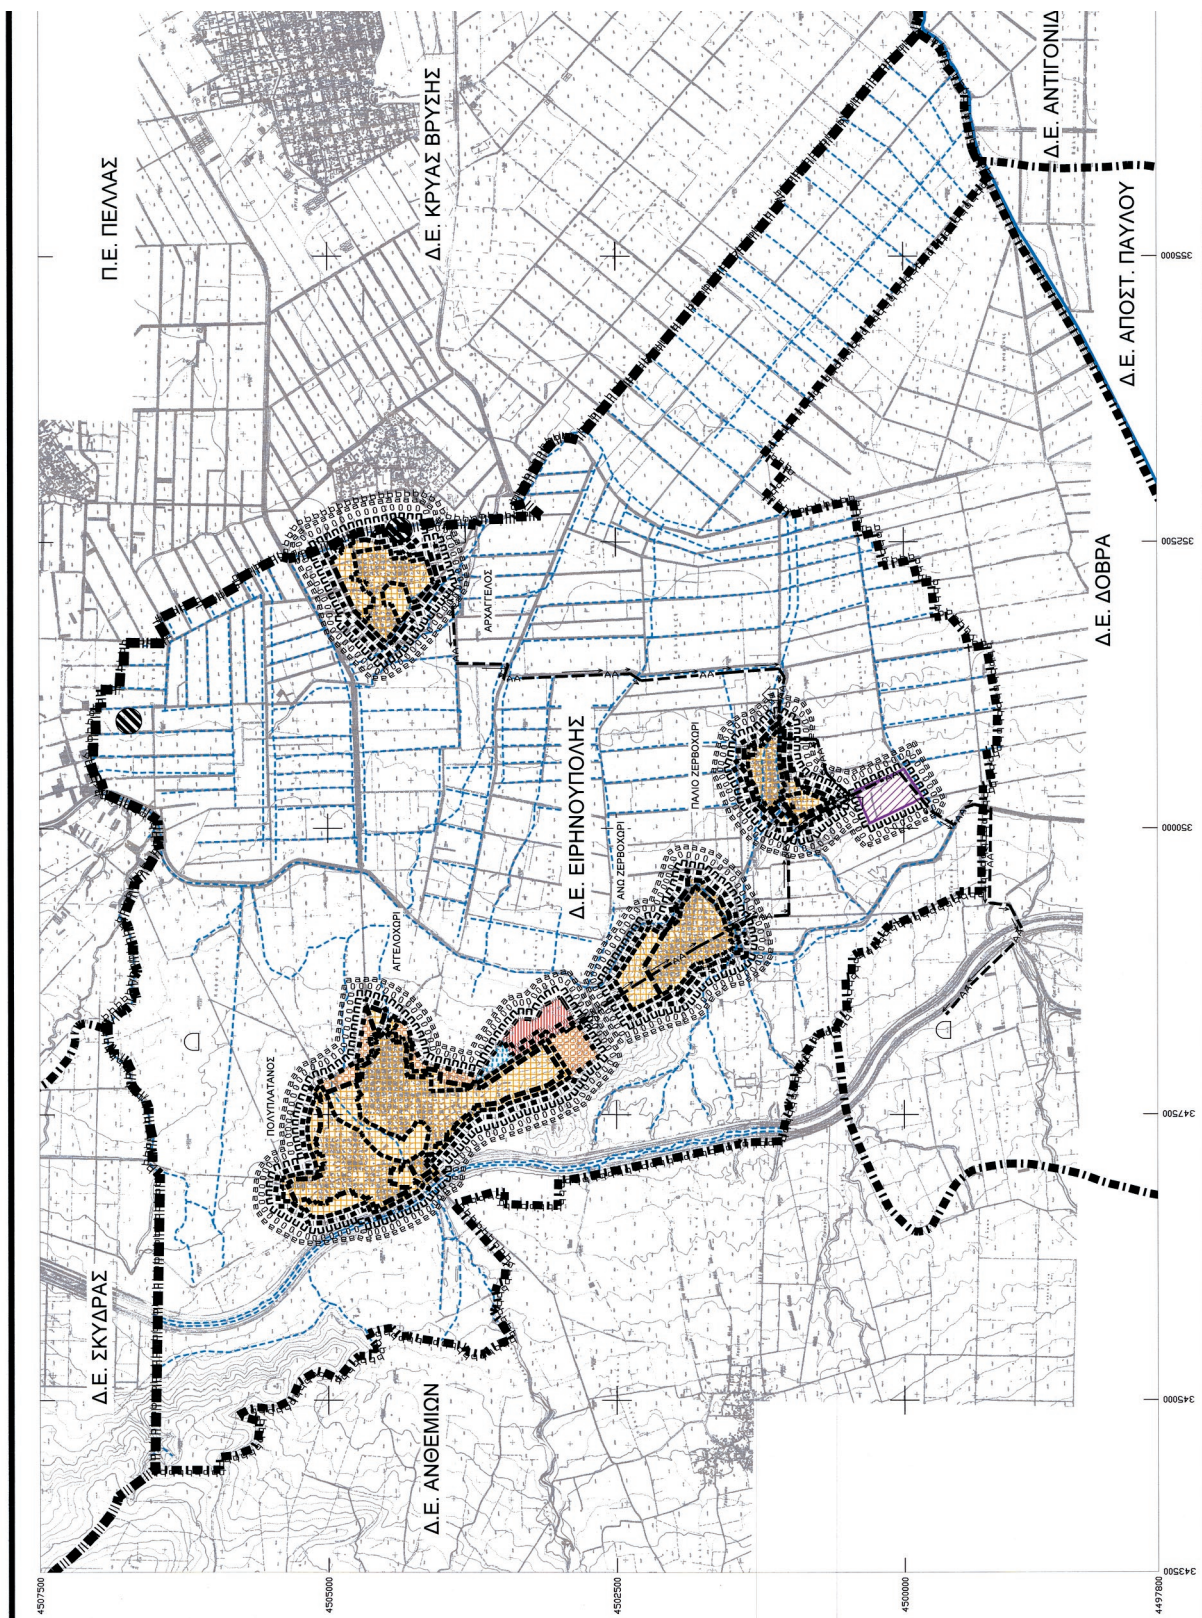 Π.Ε. ΠΕΛΛΑΣ
Δ.Ε. ΚΡΥΑΣ ΒΡΥΣΗΣ
Δ.Ε. ΑΝΤΙΓΟΝΙΔ
Δ.Ε. ΑΠΟΣΤ. ΠΑΥΛΟΥ
Δ.Ε. ΔΟΒΡΑ
ΑΡΧΑΓΓΕΛΟΣ
Δ.Ε. ΕΙΡΗΝΟΥΠΟΛΗΣ
ΠΑΛΙΟ ΖΕΡΒΟΧΩΡΙ
ΑΝΩ ΖΕΡΒΟΧΩΡΙ
ΑΓΓΕΛΟΧΩΡΙ
ΠΟΛΥΠΛΑΤΑΝΟΣ
Δ.Ε. ΣΚΥΔΡΑΣ
Δ.Ε. ΑΝΘΕΜΙΩΝ
4507500
4505000
4502500
4500000
4497800
343500
345000
347500
350000
352500
355000